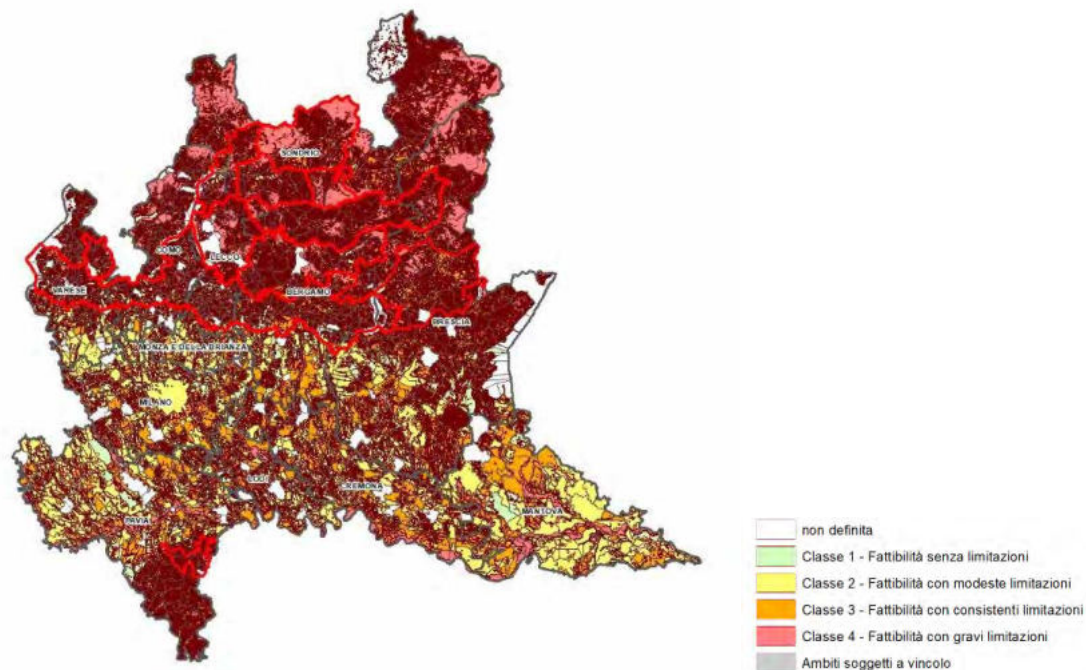 SONDRIO
COMO
LECCO
VARESE
BERGAMO
BRESCIA
MONZA E DELLA BRIANZA
MILANO
LODI
CREMONA
PAVIA
MANTOVA
non definita
Classe 1 - Fattibilità senza limitazioni
Classe 2 - Fattibilità con modeste limitazioni
Classe 3 - Fattibilità con consistenti limitazioni
Classe 4 - Fattibilità con gravi limitazioni
Ambiti soggetti a vincolo